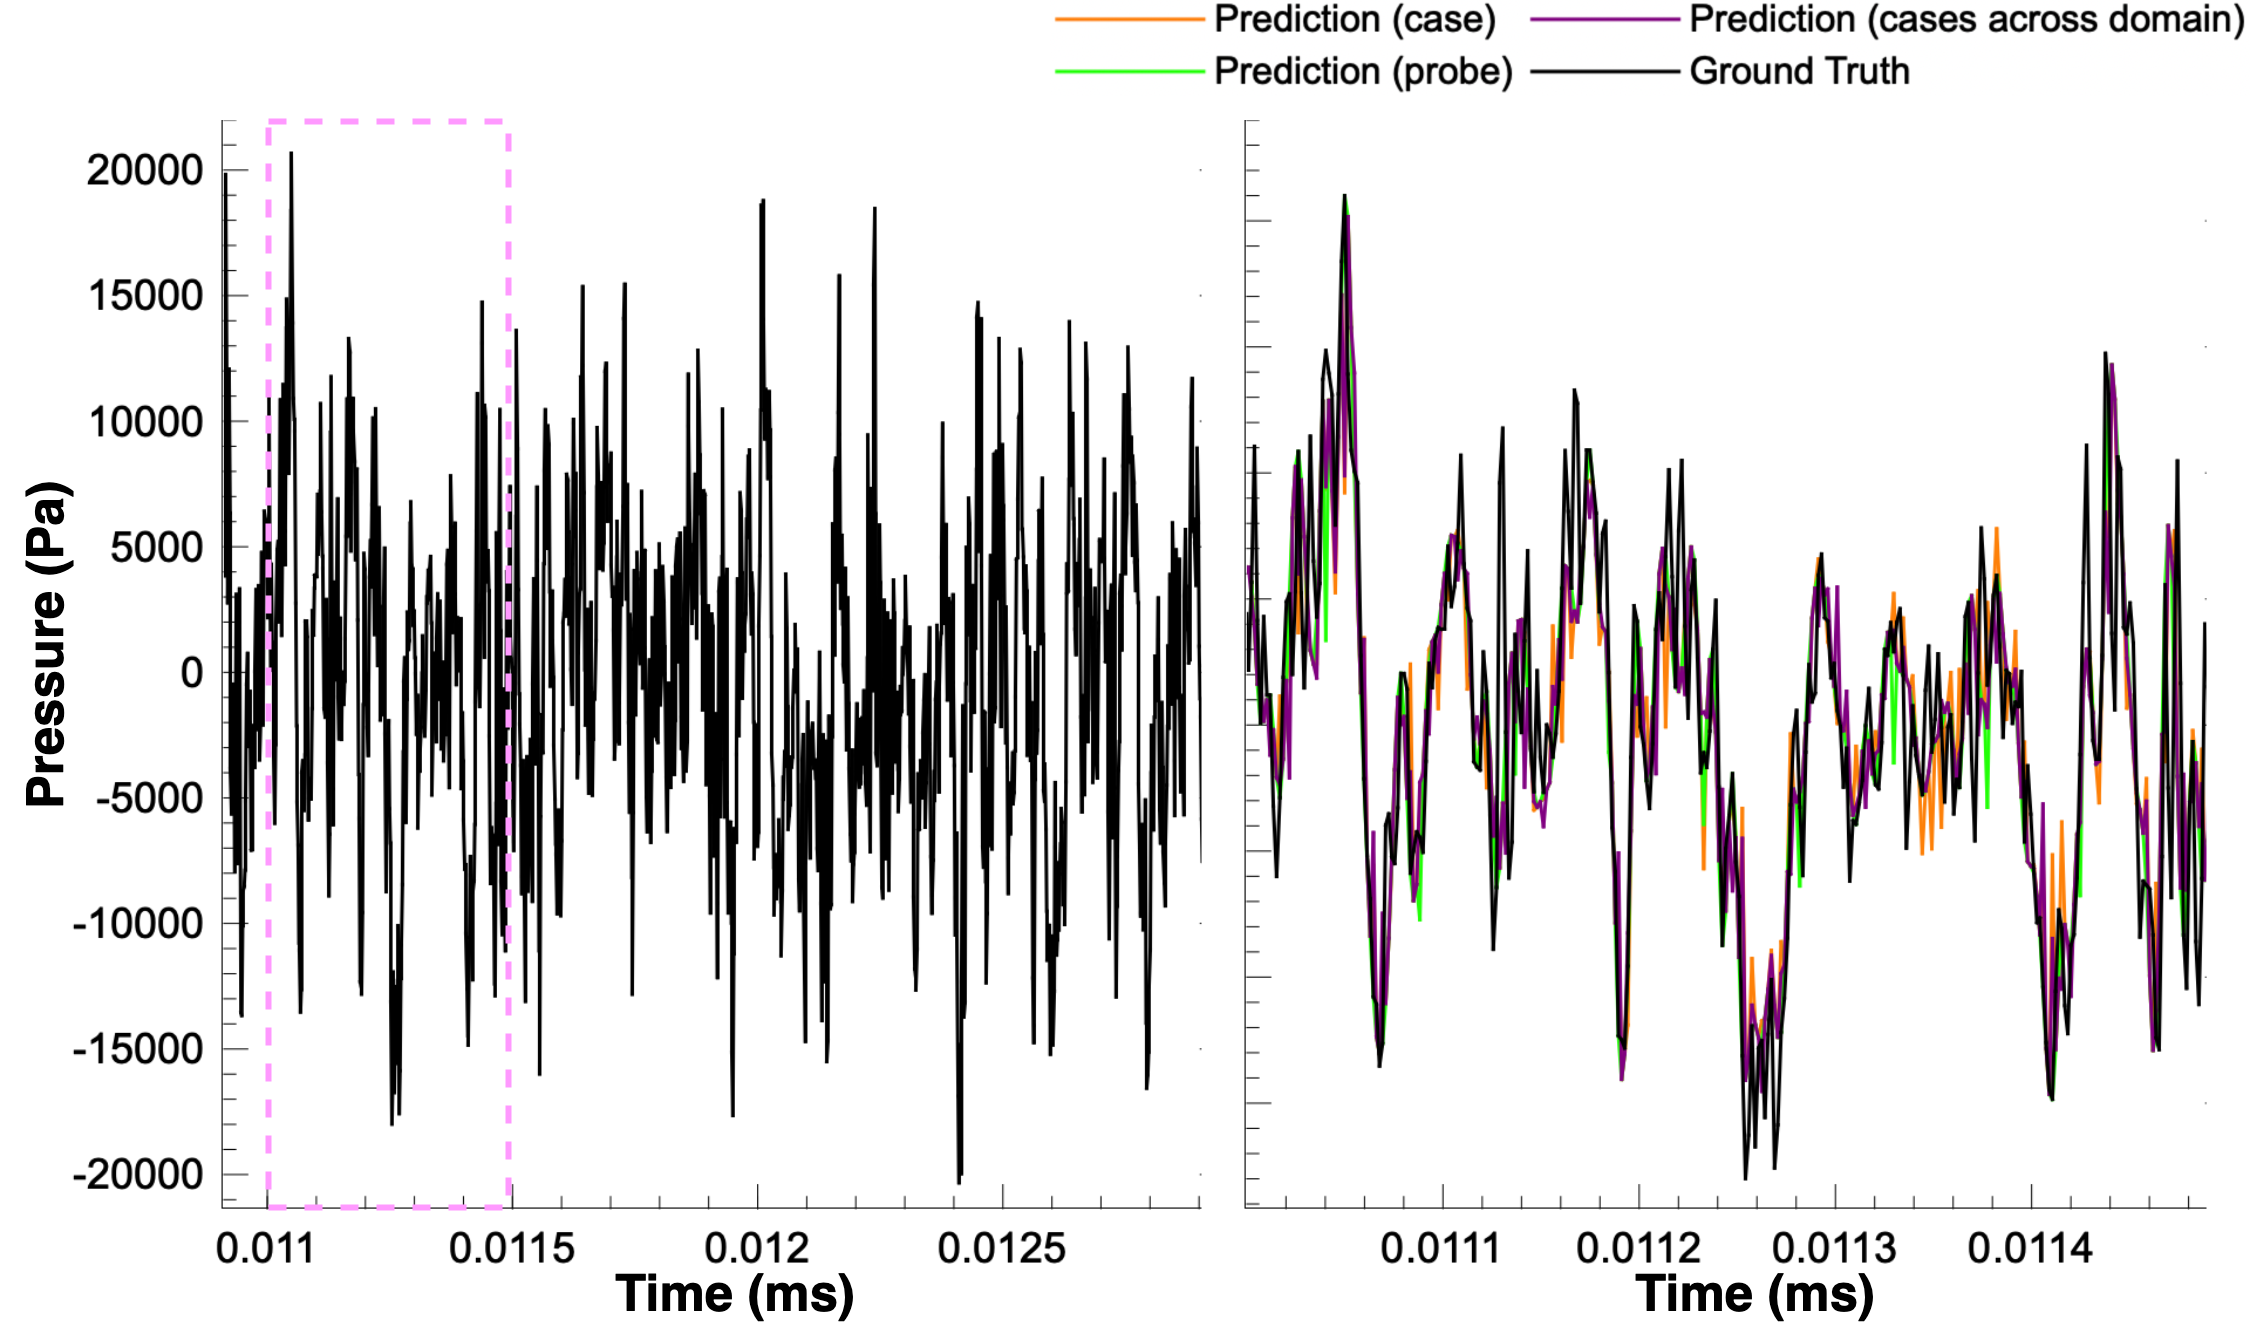 Prediction (case) Prediction (cases across domain)
Prediction (probe) Ground Truth
Pressure (Pa)
20000
15000
10000
5000
0
-5000
-10000
-15000
-20000
0.011 0.0115 0.012 0.0125
Time (ms)
0.0111 0.0112 0.0113 0.0114
Time (ms)